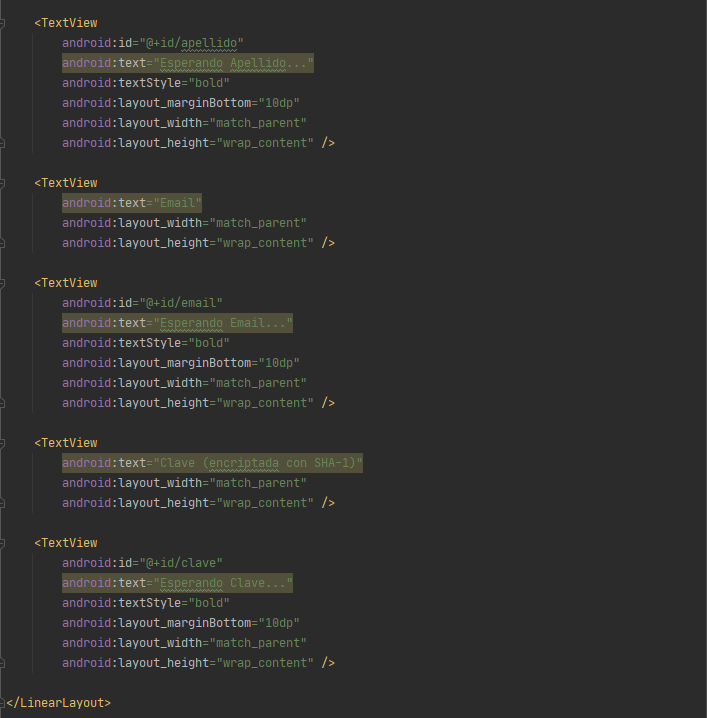 <TextView
android:id="@+id/apellido"
android:text="Esperando Apellido..."
android:textStyle="bold"
android:layout_marginBottom="10dp"
android:layout_width="match_parent"
android:layout_height="wrap_content" />
<TextView
android:text="Email"
android:layout_width="match_parent"
android:layout_height="wrap_content" />
<TextView
android:id="@+id/email"
android:text="Esperando Email..."
android:textStyle="bold"
android:layout_marginBottom="10dp"
android:layout_width="match_parent"
android:layout_height="wrap_content" />
<TextView
android:text="Clave (encriptada con SHA-1)"
android:layout_width="match_parent"
android:layout_height="wrap_content" />
<TextView
android:id="@+id/clave"
android:text="Esperando Clave..."
android:textStyle="bold"
android:layout_marginBottom="10dp"
android:layout_width="match_parent"
android:layout_height="wrap_content" />
</LinearLayout>